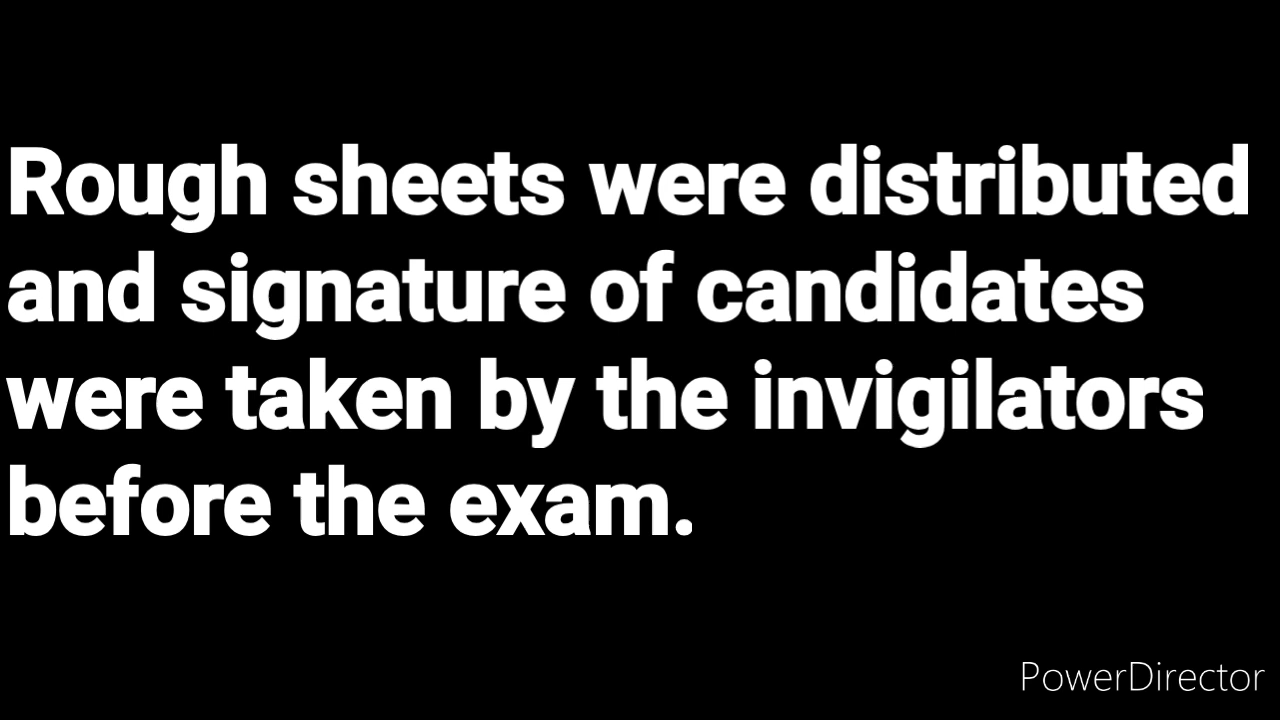 Rough sheets were distributed
and signature of candidates
were taken by the invigilators
before the exam.
PowerDirector